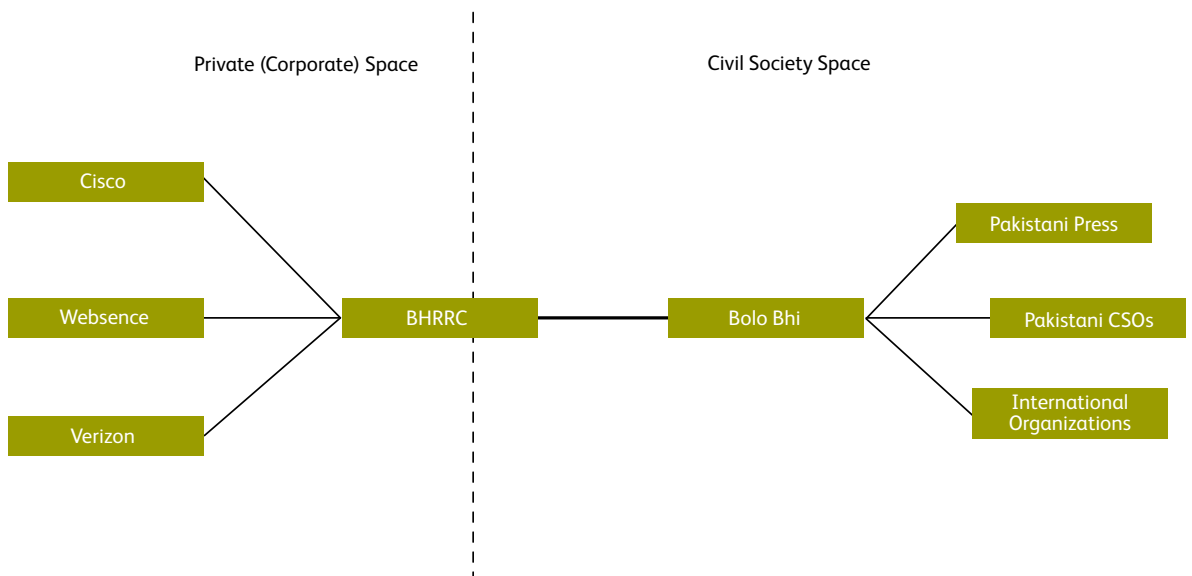 Private (Corporate) Space
Civil Society Space
Cisco
Pakistani Press
Websence
BHRRC
Bolo Bhi
Pakistani CSOs
Verizon
International
Organizations